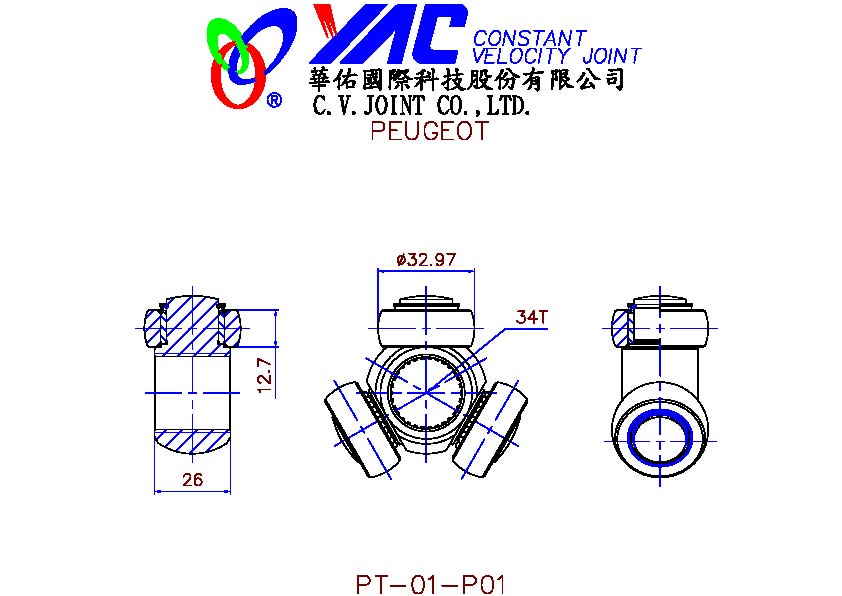 YAC CONSTANT
VELOCITY JOINT
®
華佑國際科技股份有限公司
C.V.JOINT CO.,LTD.
PEUGEOT
ø32.97
34T
12.7
26
PT-01-P01